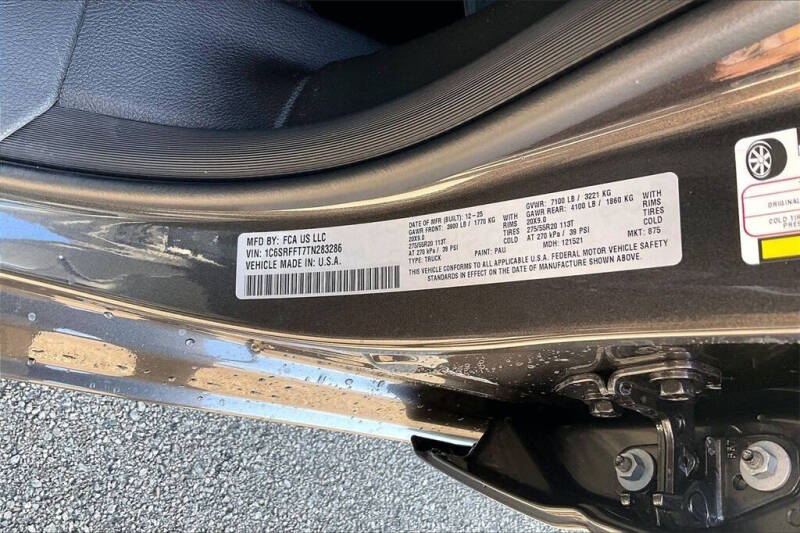 MFD BY: FCA US LLC
VIN: 1C6SRFFT7TN283286
VEHICLE MADE IN U.S.A.
DATE OF MFR (BUILT): 12-25
GAWR FRONT: 3900 LB / 1770 KG
20X9.0
275/55R20 113T
AT 270 kPa / 39 PSI
TYPE: TRUCK
WITH
RIMS
TIRES
COLD
PAINT: PAU
GVWR: 7100 LB / 3221 KG
GAWR REAR: 4100 LB / 1860 KG
20X9.0
275/55R20 113T
AT 270 kPa / 39 PSI
MDH: 121521
WITH
RIMS
TIRES
COLD
MKT: 875
THIS VEHICLE CONFORMS TO ALL APPLICABLE U.S.A. FEDERAL MOTOR VEHICLE SAFETY
STANDARDS IN EFFECT ON THE DATE OF MANUFACTURE SHOWN ABOVE.
ORIGINAL
COLD TI
PRES